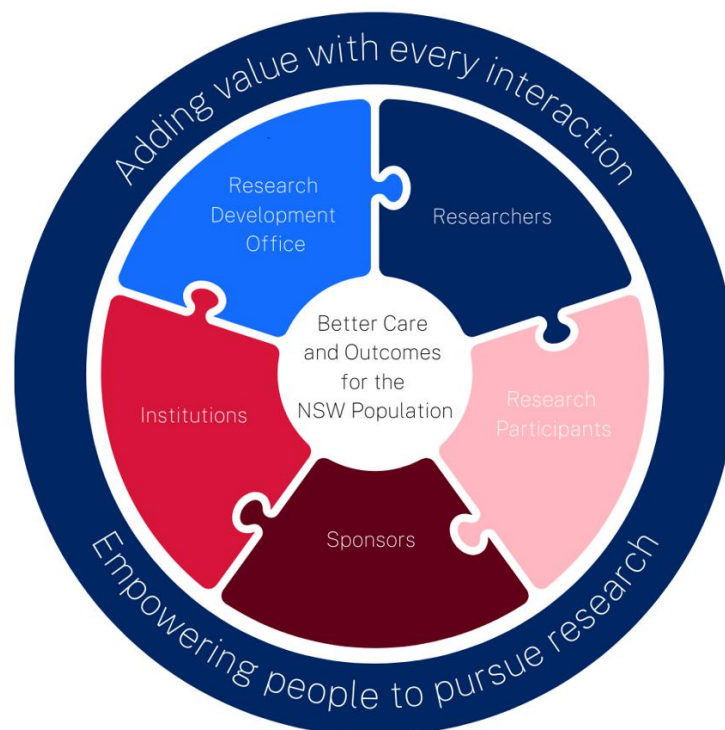 Adding value with every interaction
Research
Development
Office
Researchers
Better Care
and Outcomes
for the
NSW Population
Institutions
Research
Participants
Sponsors
Empowering people to pursue research